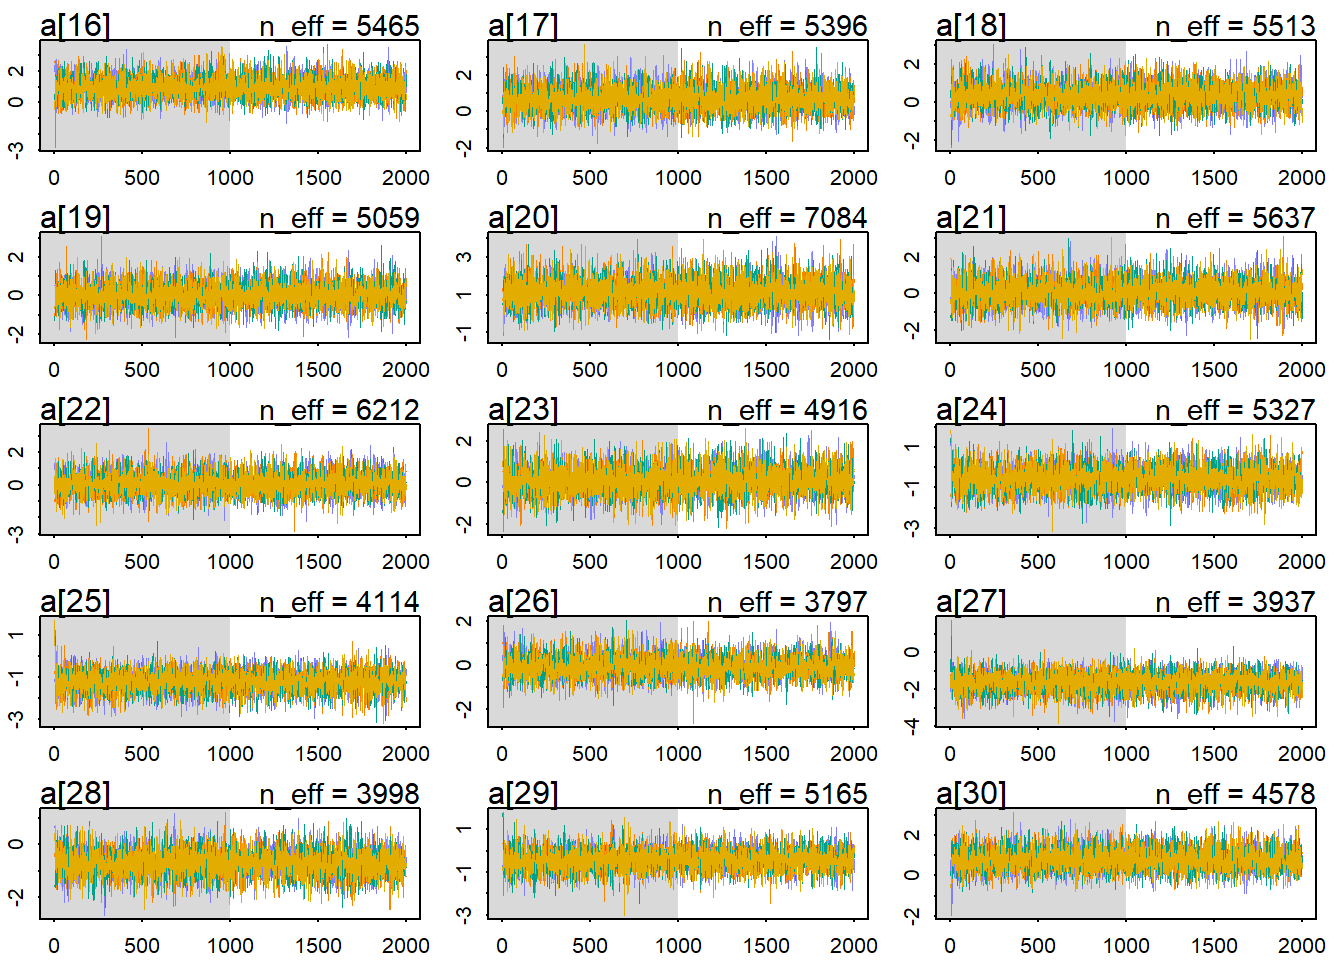 a[16] n_eff = 5465 a[17] n_eff = 5396 a[18] n_eff = 5513
-3 0 2 -2 0 2 -2 0 2
0 500 1000 1500 2000 0 500 1000 1500 2000 0 500 1000 1500 2000
a[19] n_eff = 5059 a[20] n_eff = 7084 a[21] n_eff = 5637
-2 0 2 -1 1 3 -2 0 2
0 500 1000 1500 2000 0 500 1000 1500 2000 0 500 1000 1500 2000
a[22] n_eff = 6212 a[23] n_eff = 4916 a[24] n_eff = 5327
-3 0 2 -2 0 2 -3 -1 1
0 500 1000 1500 2000 0 500 1000 1500 2000 0 500 1000 1500 2000
a[25] n_eff = 4114 a[26] n_eff = 3797 a[27] n_eff = 3937
-3 -1 1 -2 0 2 -4 -2 0
0 500 1000 1500 2000 0 500 1000 1500 2000 0 500 1000 1500 2000
a[28] n_eff = 3998 a[29] n_eff = 5165 a[30] n_eff = 4578
-2 0 -3 -1 1 -2 0 2
0 500 1000 1500 2000 0 500 1000 1500 2000 0 500 1000 1500 2000